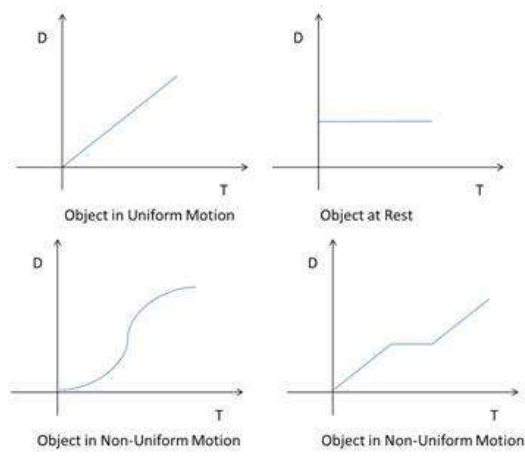 D
D
T
T
Object in Uniform Motion
Object at Rest
D
D
T
T
Object in Non-Uniform Motion
Object in Non-Uniform Motion